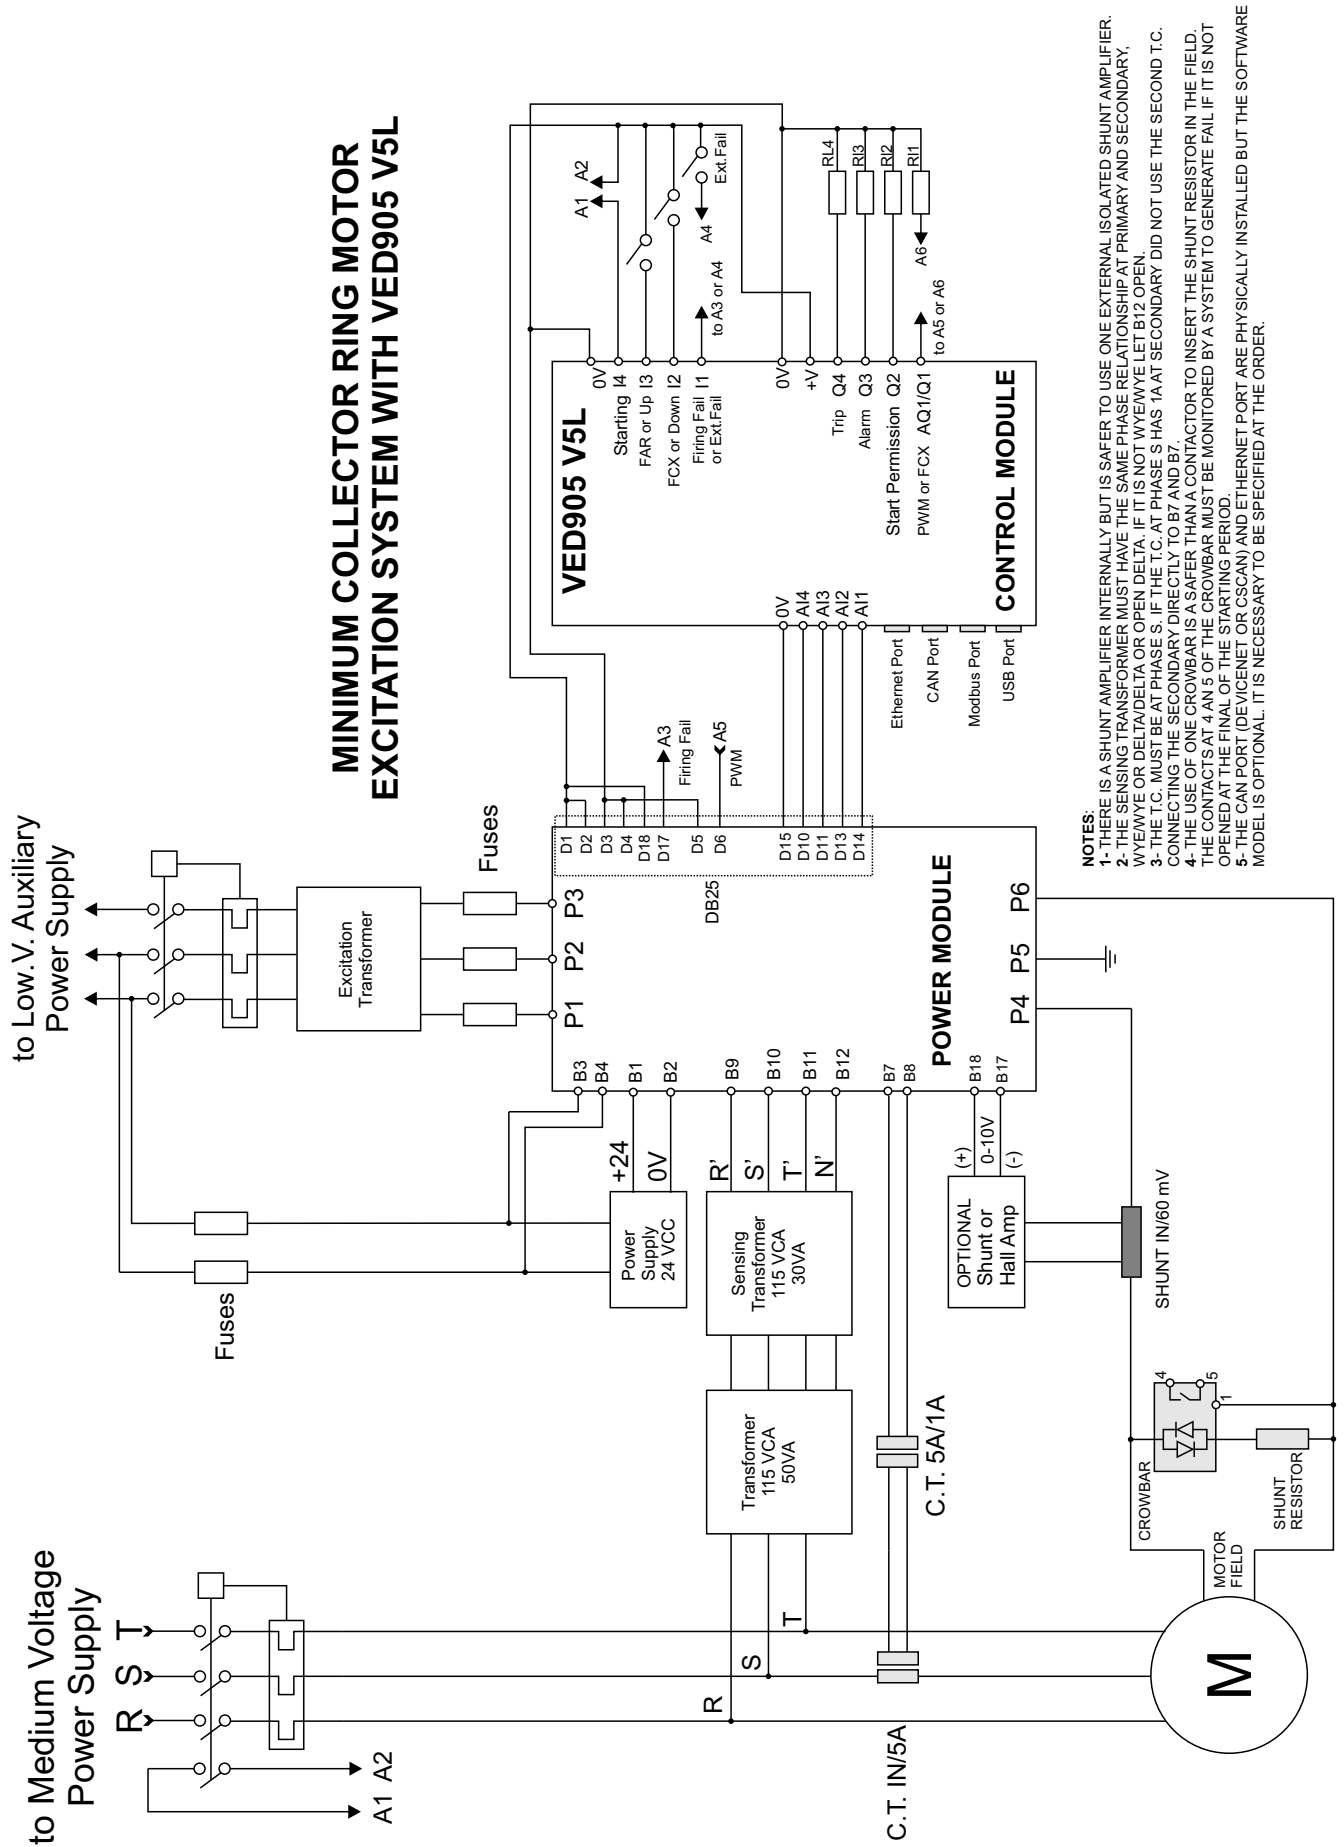 MINIMUM COLLECTOR RING MOTOR
EXCITATION SYSTEM WITH VED905 V5L
to Medium Voltage
Power Supply
R
S
T
A1
A2
to Low.V. Auxiliary
Power Supply
Fuses
Excitation
Transformer
Fuses
P1
P2
P3
B3
B4
B1
B2
B9
B10
B11
B12
B7
B8
B18
B17
POWER MODULE
P4
P5
P6
DB25
D1
D2
D3
D4
D18
D17
D5
D6
D15
D10
D11
D13
D14
A3
Firing Fail
A5
PWM
Power
Supply
24 VCC
+24
0V
Sensing
Transformer
115 VCA
30VA
R'
S'
T'
N'
Transformer
115 VCA
50VA
R
S
T
C.T. IN/5A
C.T. 5A/1A
OPTIONAL
Shunt or
Hall Amp
(+)
0-10V
(-)
SHUNT IN/60 mV
CROWBAR
4
5
1
SHUNT
RESISTOR
MOTOR
FIELD
M
VED905 V5L
0V
Starting I4
FAR or Up I3
FCX or Down I2
Firing Fail I1
or Ext.Fail
0V
+V
Trip Q4
Alarm Q3
Start Permission Q2
PWM or FCX AQ1/Q1
CONTROL MODULE
0V
AI4
AI3
AI2
AI1
Ethernet Port
CAN Port
Modbus Port
USB Port
A1
A2
A4
Ext.Fail
to A3 or A4
RL4
RI3
RI2
RI1
A6
to A5 or A6
NOTES:
1- THERE IS A SHUNT AMPLIFIER INTERNALLY BUT IS SAFER TO USE ONE EXTERNAL ISOLATED SHUNT AMPLIFIER.
2- THE SENSING TRANSFORMER MUST HAVE THE SAME PHASE RELATIONSHIP AT PRIMARY AND SECONDARY,
WYE/WYE OR DELTA/DELTA OR OPEN DELTA. IF IT IS NOT WYE/WYE LET B12 OPEN.
3- THE T.C. MUST BE AT PHASE S. IF THE T.C. AT PHASE S HAS 1A AT SECONDARY DID NOT USE THE SECOND T.C.
CONNECTING THE SECONDARY DIRECTLY TO B7 AND B7.
4- THE USE OF ONE CROWBAR IS A SAFER THAN A CONTACTOR TO INSERT THE SHUNT RESISTOR IN THE FIELD.
THE CONTACTS AT 4 AN 5 OF THE CROWBAR MUST BE MONITORED BY A SYSTEM TO GENERATE FAIL IF IT IS NOT
OPENED AT THE FINAL OF THE STARTING PERIOD.
5- THE CAN PORT (DEVICENET OR CSCAN) AND ETHERNET PORT ARE PHYSICALLY INSTALLED BUT THE SOFTWARE
MODEL IS OPTIONAL. IT IS NECESSARY TO BE SPECIFIED AT THE ORDER.